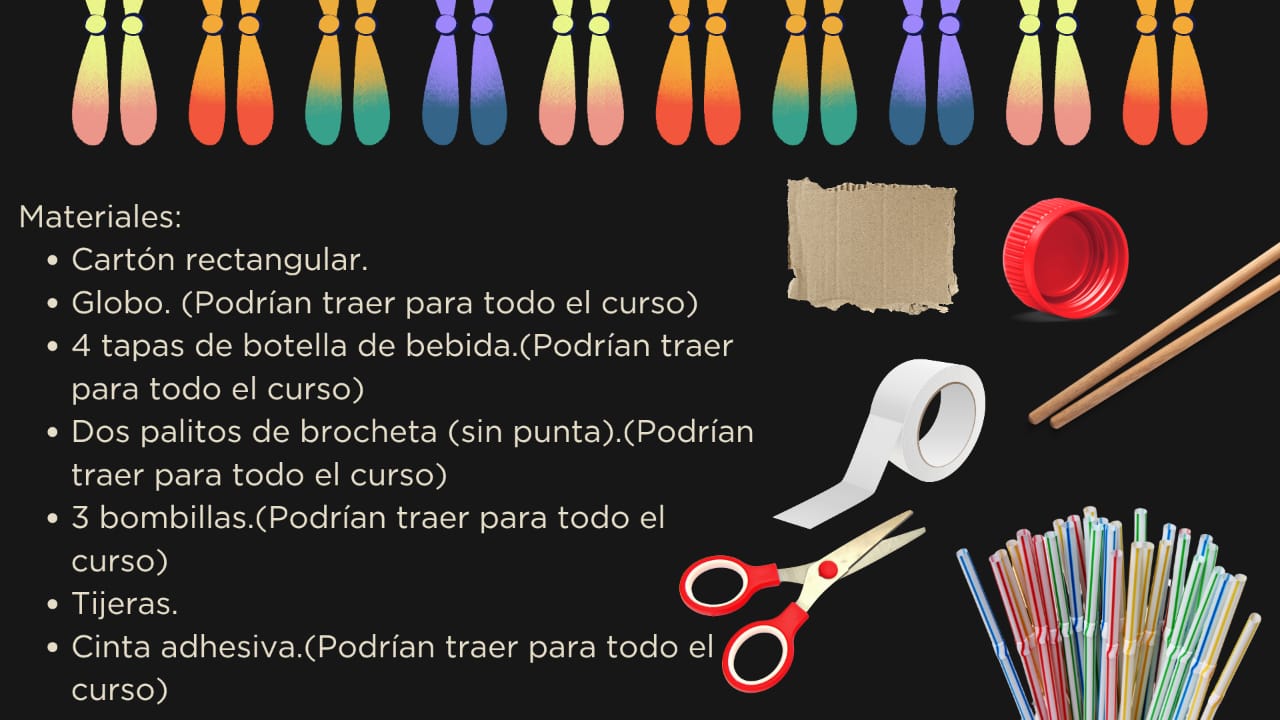 Materiales:
• Cartón rectangular.
• Globo. (Podrían traer para todo el curso)
• 4 tapas de botella de bebida.(Podrían traer
para todo el curso)
• Dos palitos de brocheta (sin punta).(Podrían
traer para todo el curso)
• 3 bombillas.(Podrían traer para todo el
curso)
• Tijeras.
• Cinta adhesiva.(Podrían traer para todo el
curso)